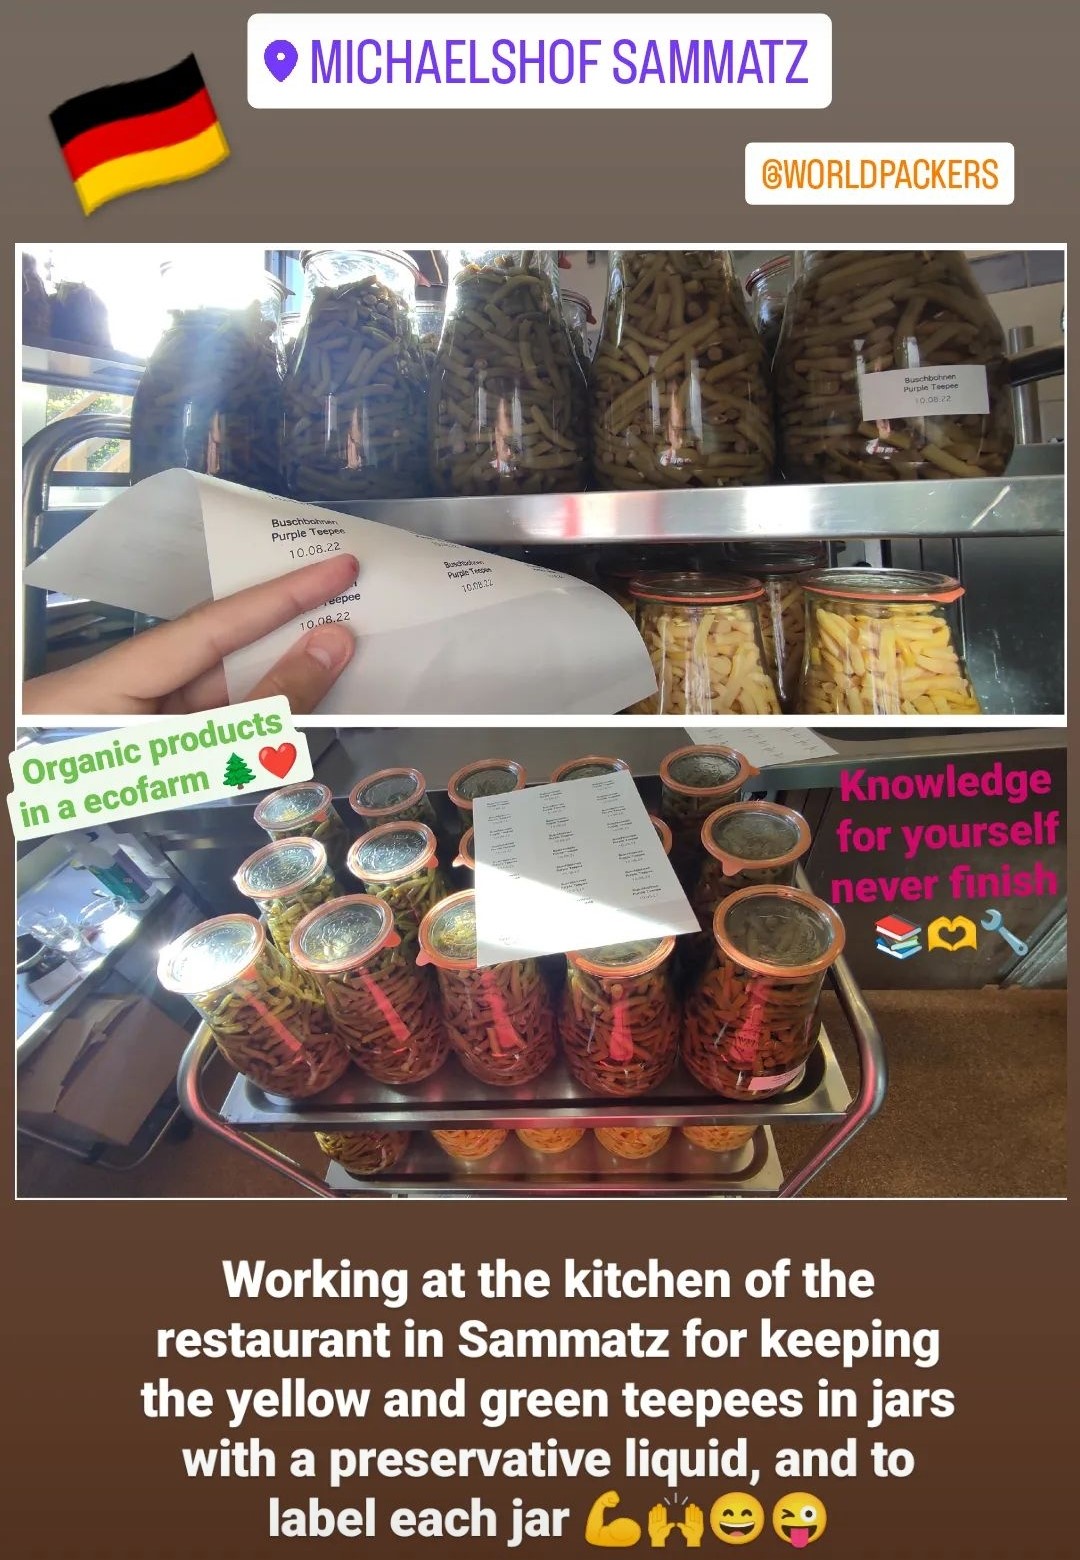 MICHAELSHOF SAMMATZ
@WORLDPACKERS
Buschbohnen
Purple Teepee
10.08.22
Buschbohnen
Purple Teepee
10.08.22
Buschbohnen
Purple Teepee
10.08.22
Teepee
10.08.22
Organic products
in a ecofarm 🌲❤️
Knowledge
for yourself
never finish
📚🫶🔧
Working at the kitchen of the
restaurant in Sammatz for keeping
the yellow and green teepees in jars
with a preservative liquid, and to
label each jar 💪🙌😄😜